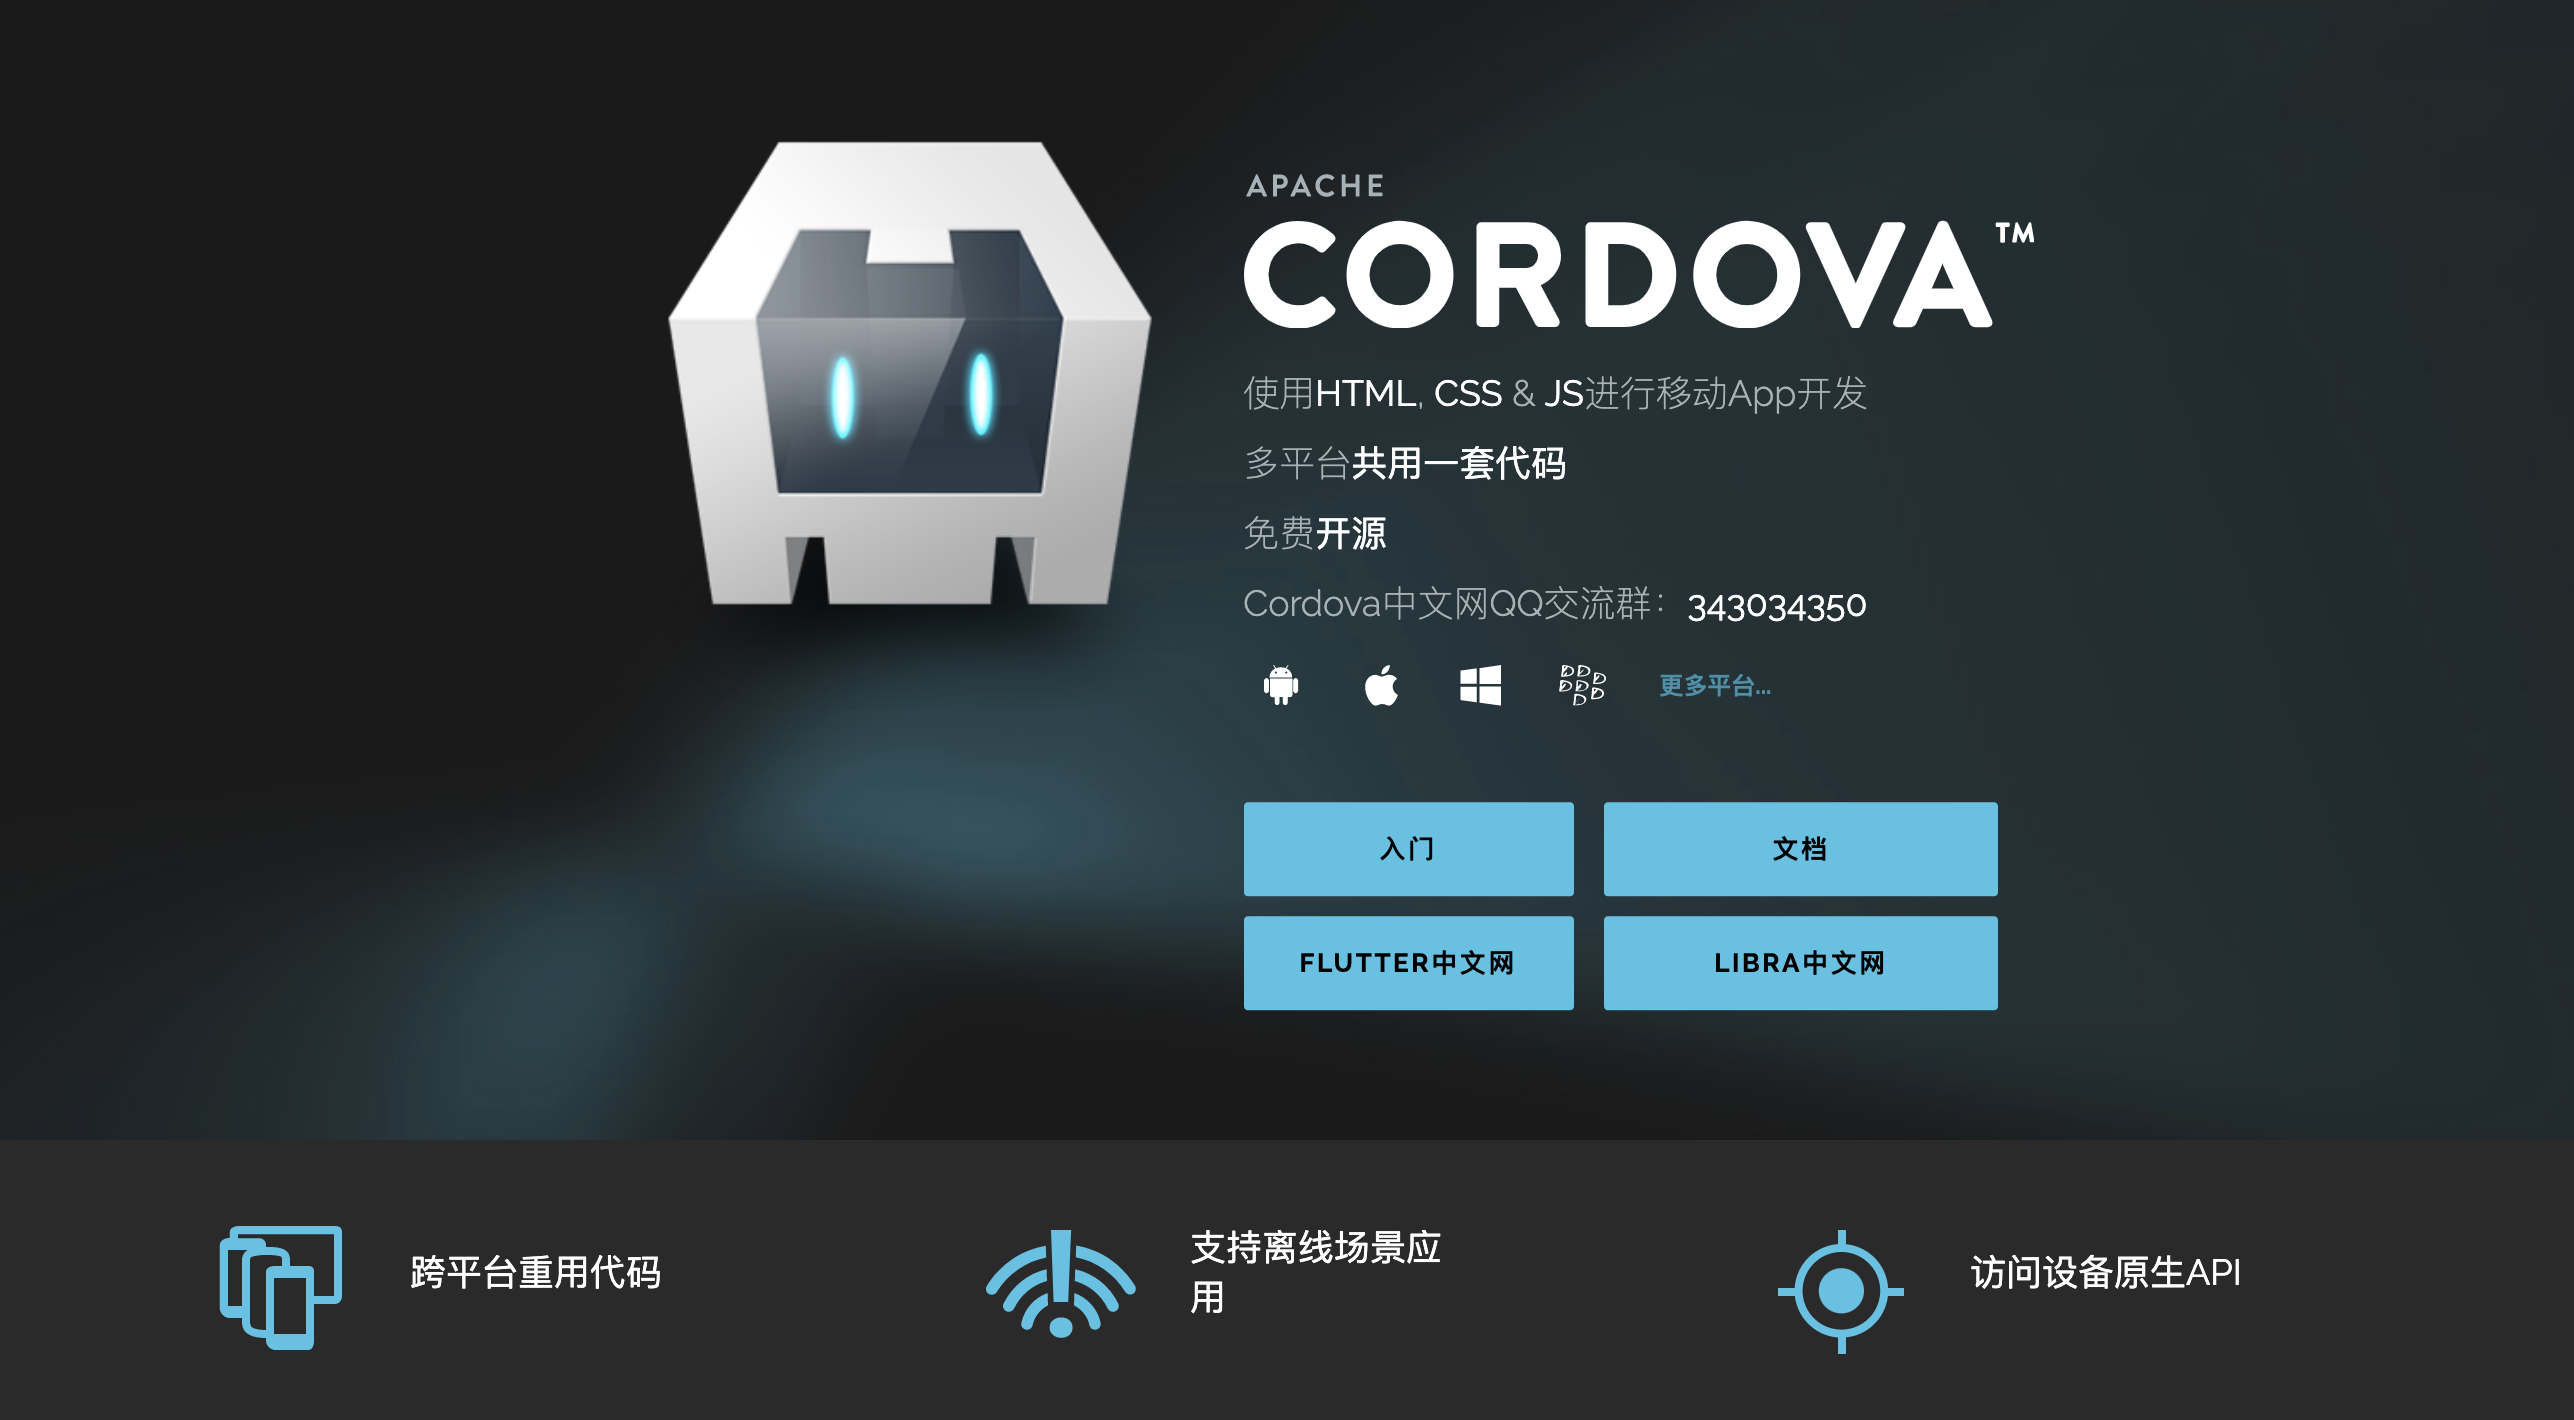 APACHE
CORDOVA™
使用HTML, CSS & JS进行移动App开发
多平台共用一套代码
免费开源
Cordova中文网QQ交流群：343034350
更多平台...
入门
文档
FLUTTER中文网
LIBRA中文网
跨平台重用代码
支持离线场景应
用
访问设备原生API